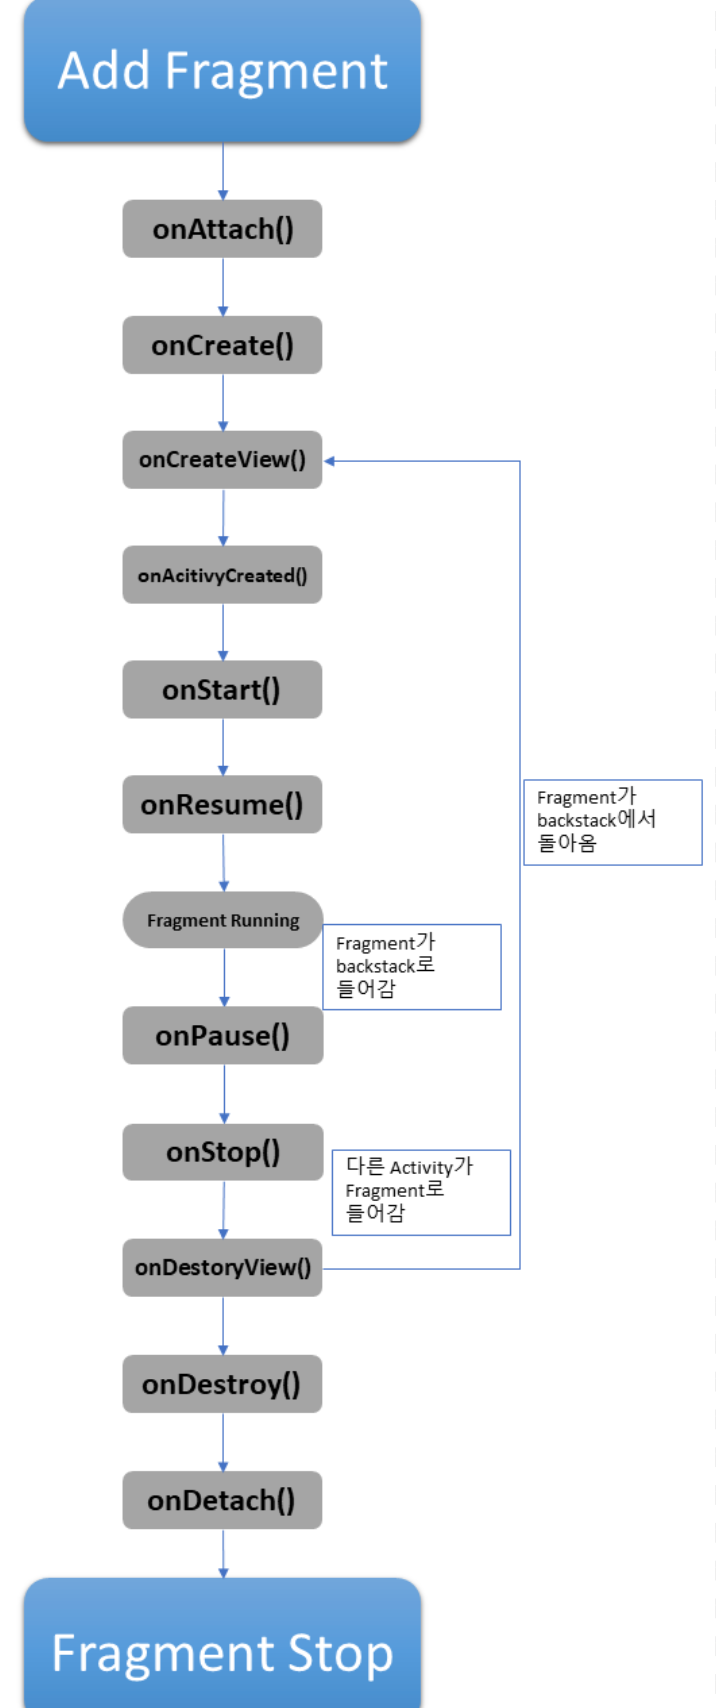 Add Fragment
onAttach()
onCreate()
onCreateView()
onAcitivyCreated()
onStart()
onResume()
Fragment가
backstack에서
돌아옴
Fragment Running
Fragment가
backstack로
들어감
onPause()
onStop()
다른 Activity가
Fragment로
들어감
onDestoryView()
onDestroy()
onDetach()
Fragment Stop